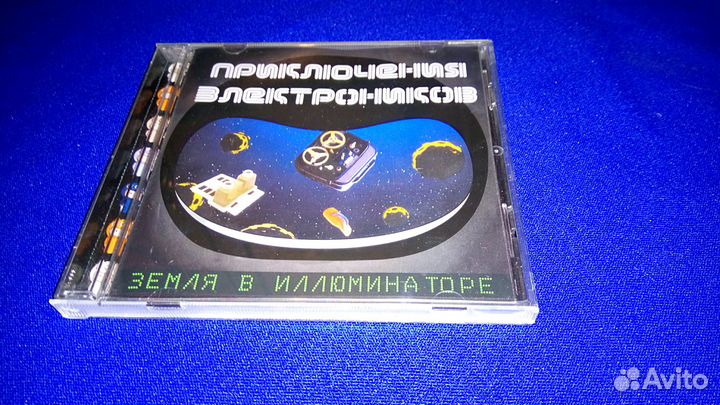 ПРИКЛЮЧЕНИЯ
ЭЛЕКТРОНИКОВ
ЗЕМЛЯ В ИЛЛЮМИНАТОРЕ
Avito